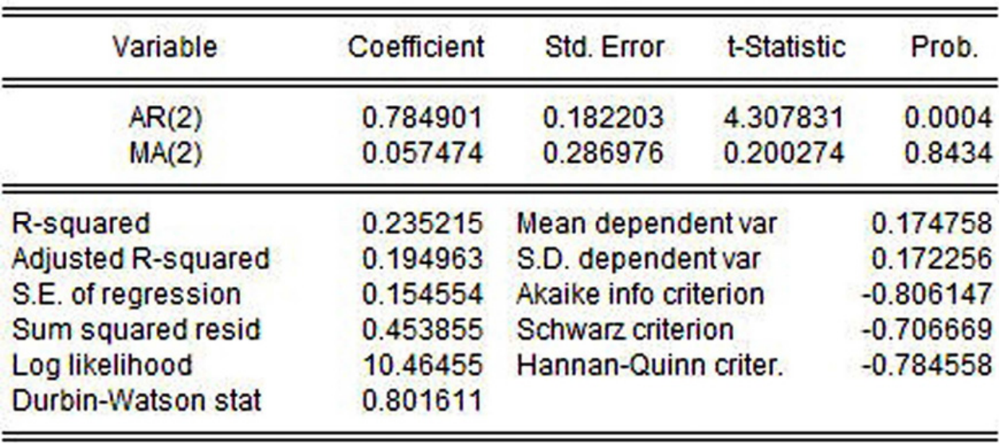 Variable Coefficient Std. Error t-Statistic Prob.
AR(2) 0.784901 0.182203 4.307831 0.0004
MA(2) 0.057474 0.286976 0.200274 0.8434
R-squared 0.235215 Mean dependent var 0.174758
Adjusted R-squared 0.194963 S.D. dependent var 0.172256
S.E. of regression 0.154554 Akaike info criterion -0.806147
Sum squared resid 0.453855 Schwarz criterion -0.706669
Log likelihood 10.46455 Hannan-Quinn criter. -0.784558
Durbin-Watson stat 0.801611